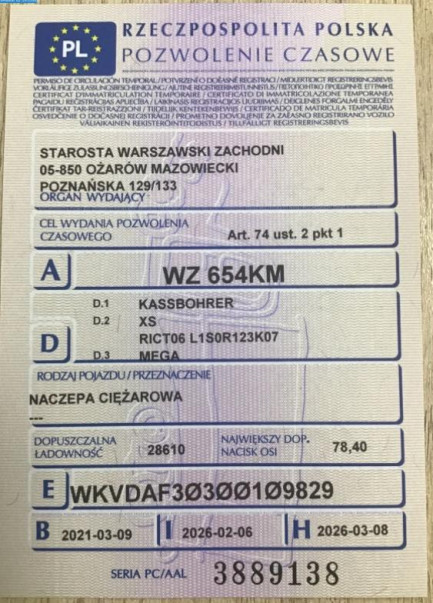 PL
RZECZPOSPOLITA POLSKA
POZWOLENIE CZASOWE
STAROSTA WARSZAWSKI ZACHODNI
05-850 OŻARÓW MAZOWIECKI
POZNAŃSKA 129/133
ORGAN WYDAJĄCY
CEL WYDANIA POZWOLENIA
CZASOWEGO Art. 74 ust. 2 pkt 1
A WZ 654KM
D.1 KASSBOHRER
D.2 XS
RICT06 L1S0R123K07
D D.3 MEGA
RODZAJ POJAZDU / PRZEZNACZENIE
NACZEPA CIĘŻAROWA
---
DOPUSZCZALNA ŁADOWNOŚĆ 28610 NAJWIĘKSZY DOP. NACISK OSI 78,40
E WKVDAF3Ø3ØØ1Ø9829
B 2021-03-09 I 2026-02-06 H 2026-03-08
SERIA PC/AAL 3889138